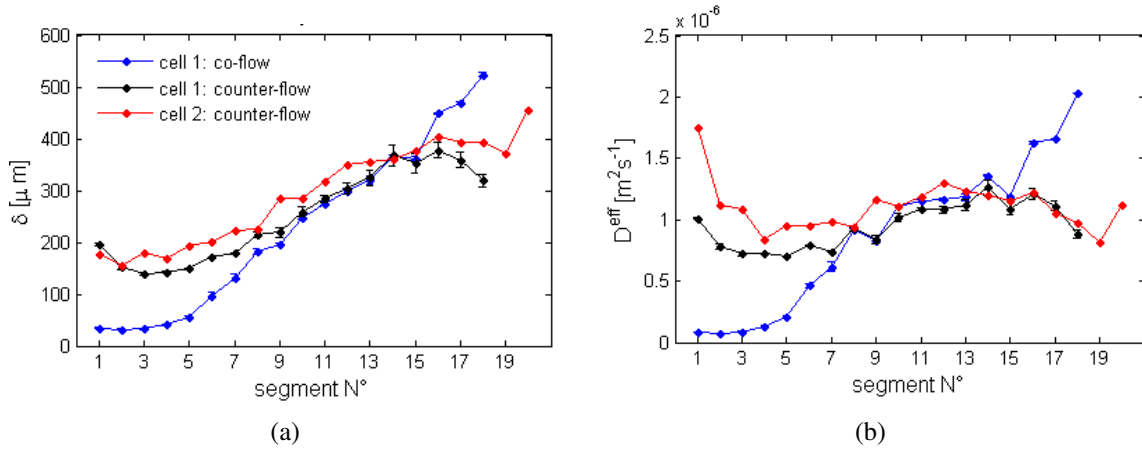 600
500
400
300
200
100
0
δ [μ m]
cell 1: co-flow
cell 1: counter-flow
cell 2: counter-flow
1 3 5 7 9 11 13 15 17 19
segment N°
(a)
x 10⁻⁶
2.5
2
1.5
1
0.5
0
D^eff [m²s⁻¹]
1 3 5 7 9 11 13 15 17 19
segment N°
(b)